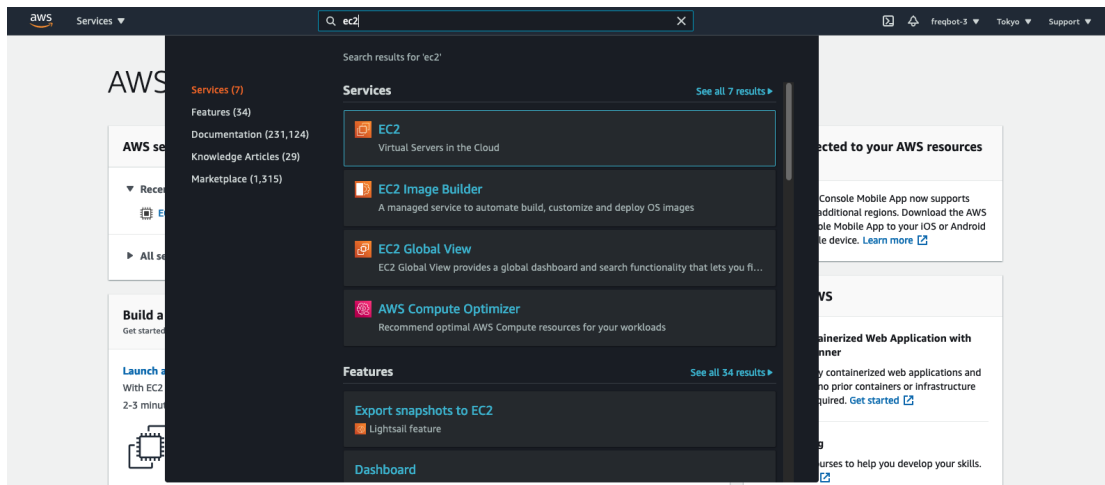 aws
Services ▼
ec2
freqbot-3 ▼
Tokyo ▼
Support ▼
Search results for 'ec2'
Services (7)
Features (34)
Documentation (231,124)
Knowledge Articles (29)
Marketplace (1,315)
Services
See all 7 results ▶
EC2
Virtual Servers in the Cloud
EC2 Image Builder
A managed service to automate build, customize and deploy OS images
EC2 Global View
EC2 Global View provides a global dashboard and search functionality that lets you fi...
AWS Compute Optimizer
Recommend optimal AWS Compute resources for your workloads
Features
See all 34 results ▶
Export snapshots to EC2
Lightsail feature
Dashboard
AWS
AWS se
▼ Recen
E
▶ All se
Build a
Get started
Launch a
With EC2
2-3 minut
ected to your AWS resources
Console Mobile App now supports
additional regions. Download the AWS
ole Mobile App to your iOS or Android
le device. Learn more
WS
ainerized Web Application with
nner
y containerized web applications and
no prior containers or infrastructure
quired. Get started
g
urses to help you develop your skills.